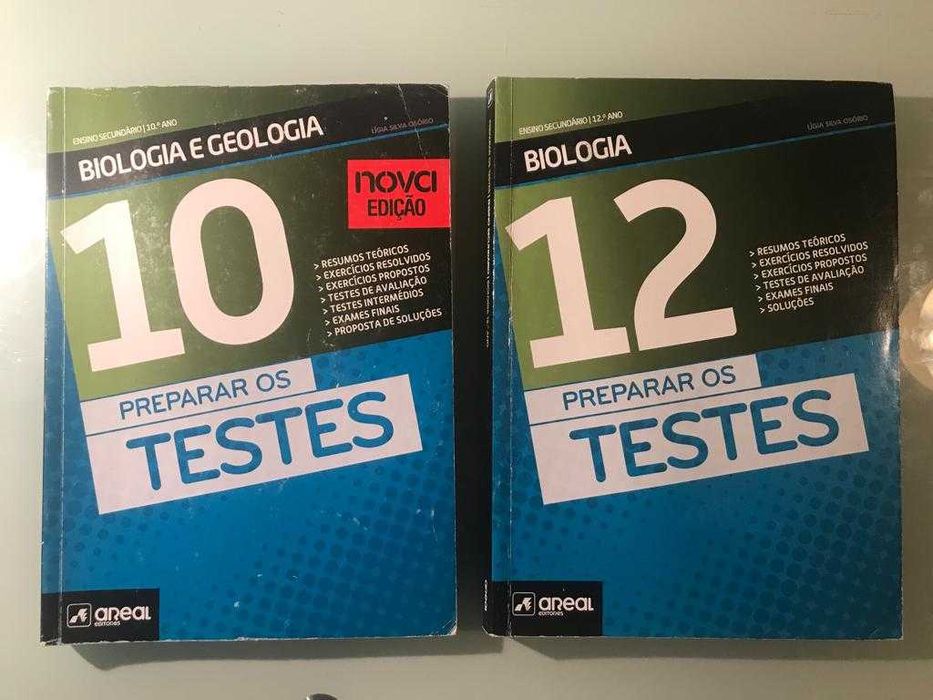 ENSINO SECUNDÁRIO | 10.º ANO
LÍGIA SILVA OSÓRIO
BIOLOGIA E GEOLOGIA
10
nova
EDIÇÃO
> RESUMOS TEÓRICOS
> EXERCÍCIOS RESOLVIDOS
> EXERCÍCIOS PROPOSTOS
> TESTES DE AVALIAÇÃO
> TESTES INTERMÉDIOS
> EXAMES FINAIS
> PROPOSTA DE SOLUÇÕES
PREPARAR OS
TESTES
areal
EDITORES
ENSINO SECUNDÁRIO | 12.º ANO
LÍGIA SILVA OSÓRIO
BIOLOGIA
12
> RESUMOS TEÓRICOS
> EXERCÍCIOS RESOLVIDOS
> EXERCÍCIOS PROPOSTOS
> TESTES DE AVALIAÇÃO
> EXAMES FINAIS
> SOLUÇÕES
PREPARAR OS
TESTES
areal
EDITORES